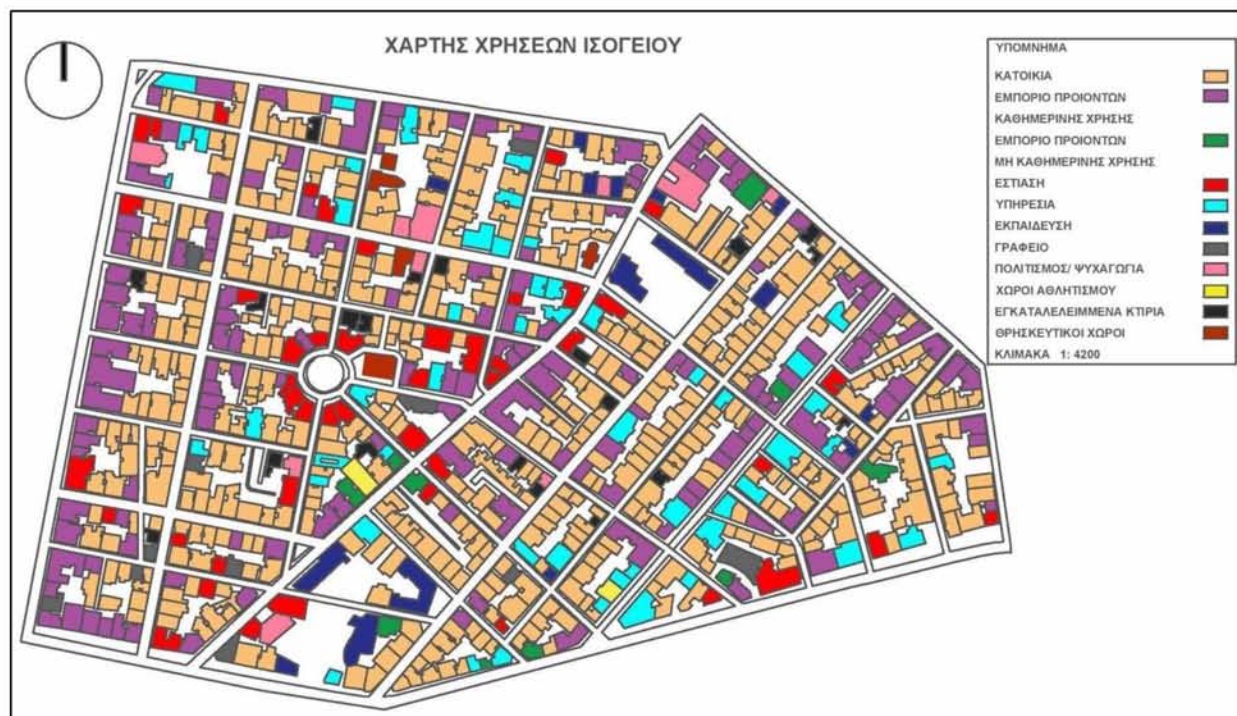 ΧΑΡΤΗΣ ΧΡΗΣΕΩΝ ΙΣΟΓΕΙΟΥ
ΥΠΟΜΝΗΜΑ
ΚΑΤΟΙΚΙΑ
ΕΜΠΟΡΙΟ ΠΡΟΙΟΝΤΩΝ
ΚΑΘΗΜΕΡΙΝΗΣ ΧΡΗΣΗΣ
ΕΜΠΟΡΙΟ ΠΡΟΙΟΝΤΩΝ
ΜΗ ΚΑΘΗΜΕΡΙΝΗΣ ΧΡΗΣΗΣ
ΕΣΤΙΑΣΗ
ΥΠΗΡΕΣΙΑ
ΕΚΠΑΙΔΕΥΣΗ
ΓΡΑΦΕΙΟ
ΠΟΛΙΤΙΣΜΟΣ/ ΨΥΧΑΓΩΓΙΑ
ΧΩΡΟΙ ΑΘΛΗΤΙΣΜΟΥ
ΕΓΚΑΤΑΛΕΛΕΙΜΜΕΝΑ ΚΤΙΡΙΑ
ΘΡΗΣΚΕΥΤΙΚΟΙ ΧΩΡΟΙ
ΚΛΙΜΑΚΑ 1: 4200